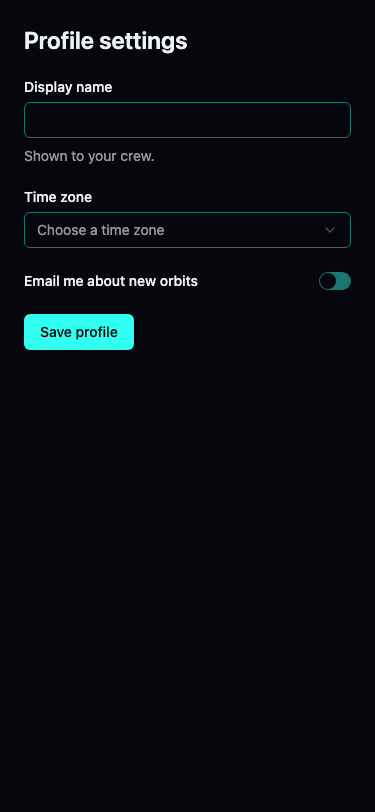 Profile settings
Display name
Shown to your crew.
Time zone
Choose a time zone
Email me about new orbits
Save profile